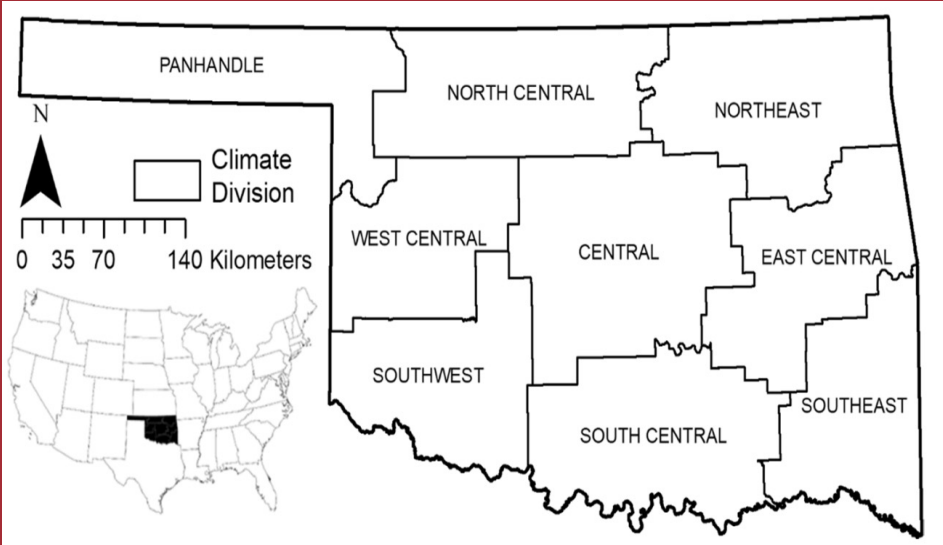 PANHANDLE
NORTH CENTRAL
NORTHEAST
N
Climate
Division
WEST CENTRAL
CENTRAL
EAST CENTRAL
0 35 70 140 Kilometers
SOUTHWEST
SOUTHEAST
SOUTH CENTRAL